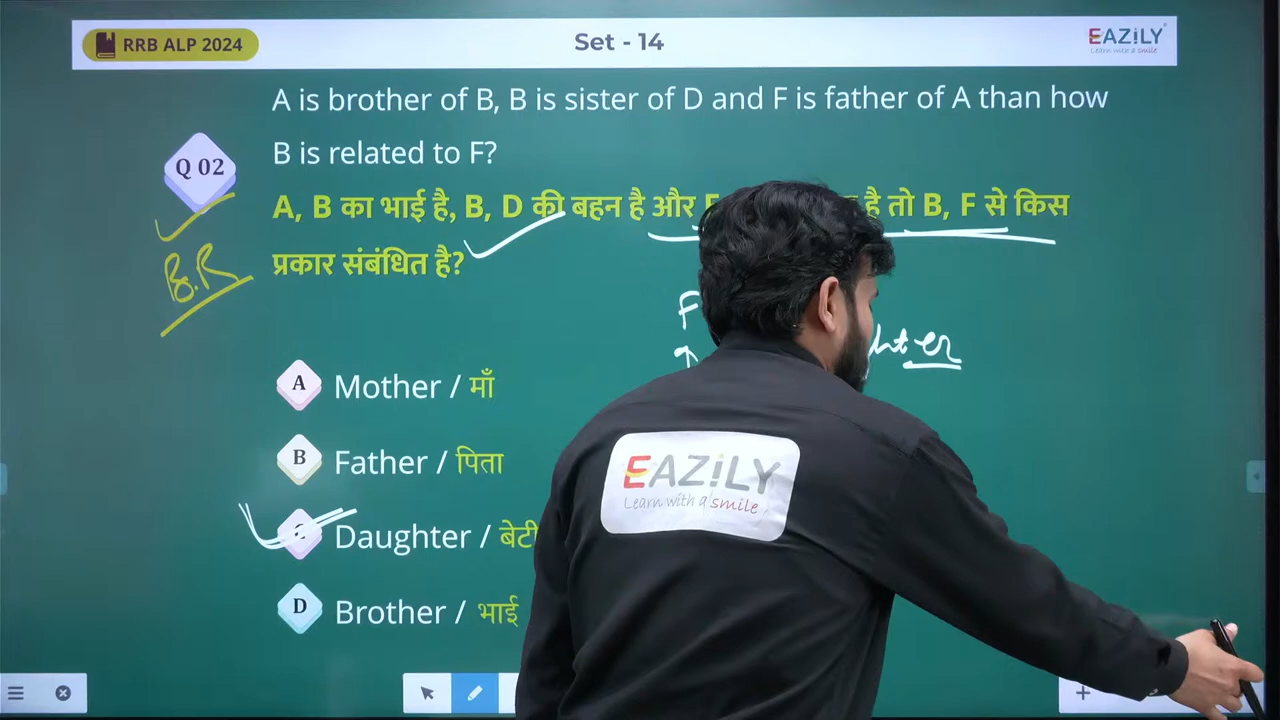 RRB ALP 2024
Set - 14
EAZiLY
Learn with a smile
A is brother of B, B is sister of D and F is father of A than how
Q 02
B is related to F?
A, B का भाई है, B, D की बहन है और है तो B, F से किस
प्रकार संबंधित है?
B.R
F
A
Mother / माँ
B
Father / पिता
Daughter / बेटी
D
Brother / भाई
EAZiLY
Learn with a smile